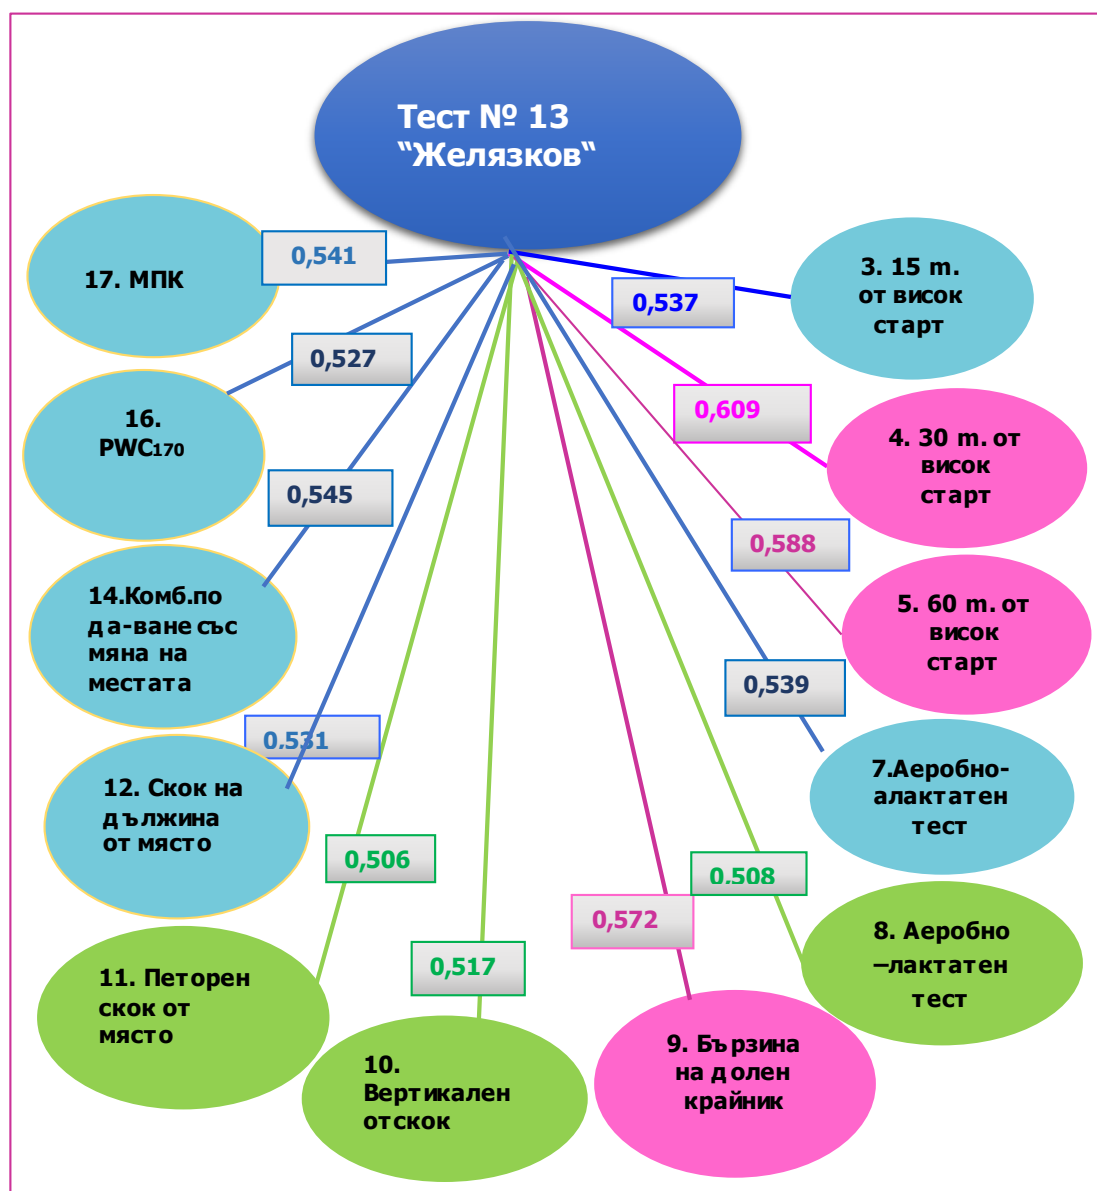 Тест № 13
“Желязков“
17. МПК
0,541
3. 15 m.
от висок
старт
0,537
16.
PWC170
0,527
4. 30 m. от
висок
старт
0,609
14.Комб.по
да-ване със
мяна на
местата
0,545
5. 60 m. от
висок
старт
0,588
12. Скок на
дължина
от място
0,531
7.Аеробно-
алактатен
тест
0,539
11. Петорен
скок от
място
0,506
8. Аеробно
–лактатен
тест
0,508
10.
Вертикален
отскок
0,517
9. Бързина
на долен
крайник
0,572